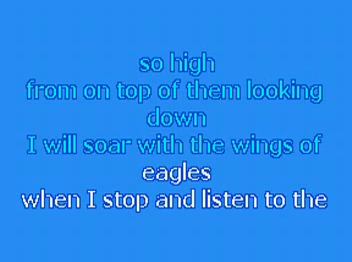 so high
from on top of them looking
down
I will soar with the wings of
eagles
when I stop and listen to the